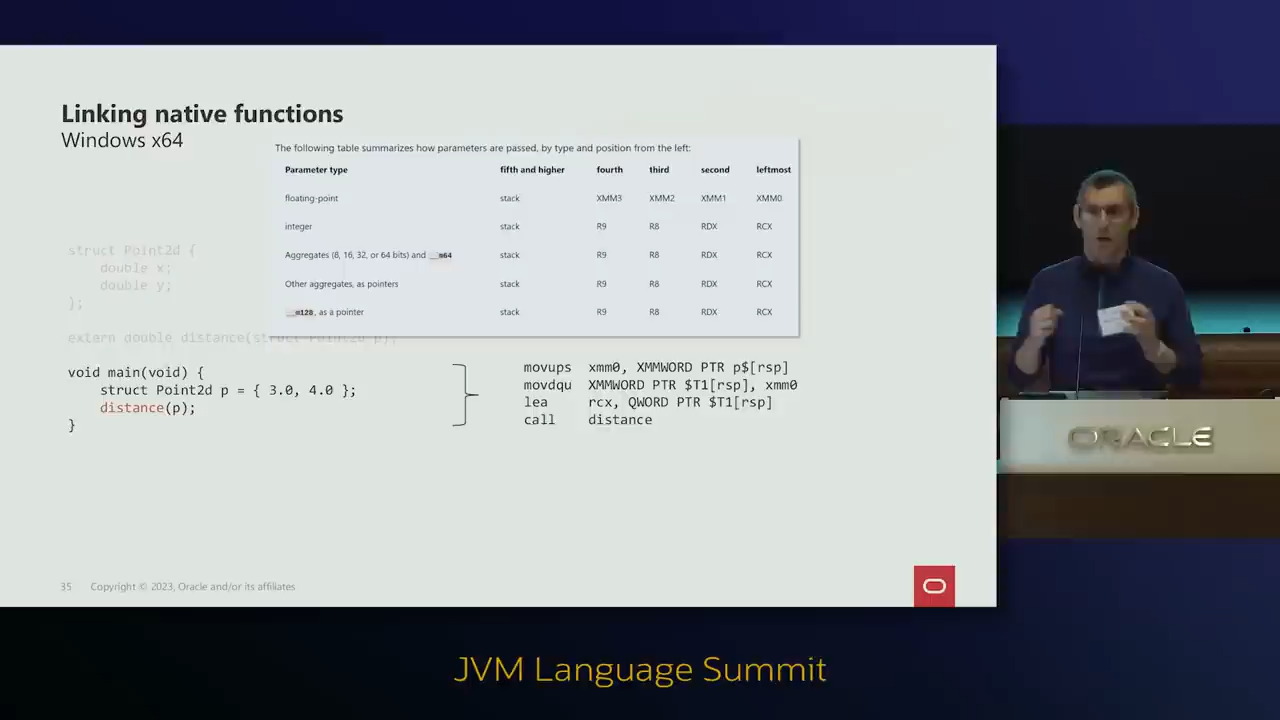 Linking native functions
Windows x64
The following table summarizes how parameters are passed, by type and position from the left:
Parameter type fifth and higher fourth third second leftmost
floating-point stack XMM3 XMM2 XMM1 XMM0
integer stack R9 R8 RDX RCX
Aggregates (8, 16, 32, or 64 bits) and __m64 stack R9 R8 RDX RCX
Other aggregates, as pointers stack R9 R8 RDX RCX
__m128, as a pointer stack R9 R8 RDX RCX
struct Point2d {
    double x;
    double y;
};
extern double distance(struct Point2d p);
void main(void) {
    struct Point2d p = { 3.0, 4.0 };
    distance(p);
}
movups xmm0, XMMWORD PTR p$[rsp]
movdqu XMMWORD PTR $T1[rsp], xmm0
lea rcx, QWORD PTR $T1[rsp]
call distance
35 Copyright © 2023, Oracle and/or its affiliates
ORACLE
JVM Language Summit